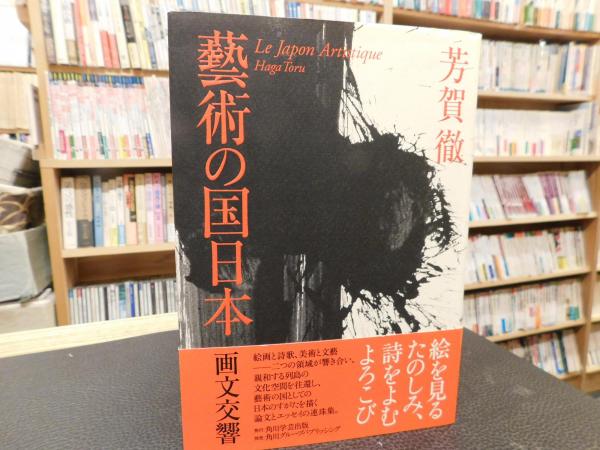 Le Japon Artistique
Haga Toru
芳賀 徹
藝術の国日本
画文交響
絵を見る
たのしみ、
詩をよむ
よろこび
絵画と詩歌、美術と文藝
――二つの領域が響き合い、
親和する列島の
文化空間を往還し、
藝術の国としての
日本のすがたを描く
論文とエッセイの連珠集。
発行 角川学芸出版
発売 角川グループパブリッシング